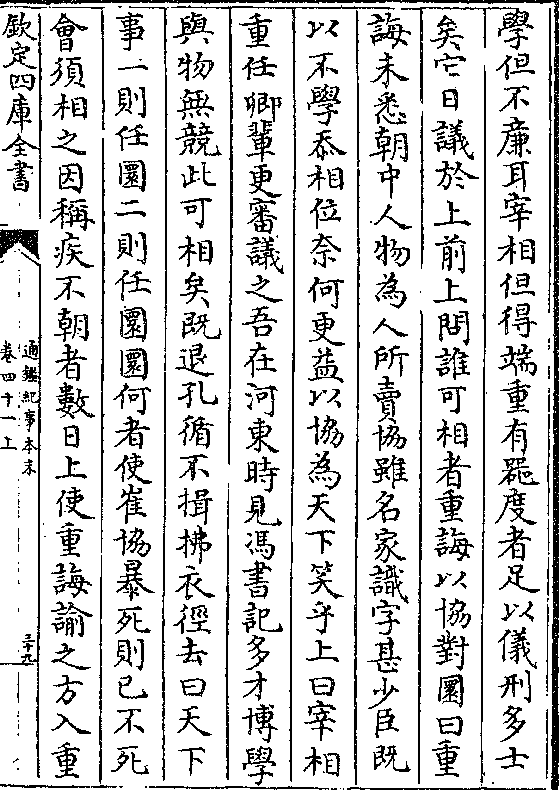 學但不廉耳宰相但得端重有器度者足以儀刑多士
矣它日議於上前上問誰可相者重誨以協對圜曰重
誨未悉朝中人物為人所賣協雖名家識字甚少臣既
以不學忝相位奈何更益以協為天下笑乎上曰宰相
重任卿輩更審議之吾在河東時見馮書記多才博學
與物無競此可相矣既退孔循不揖拂衣徑去曰天下
事一則任圜二則任圜圜何者使崔協暴死則已不死
會須相之因稱疾不朝者數日上使重誨諭之方入重
欽定四庫全書
通鑑紀事本末
卷四十一上
三十九